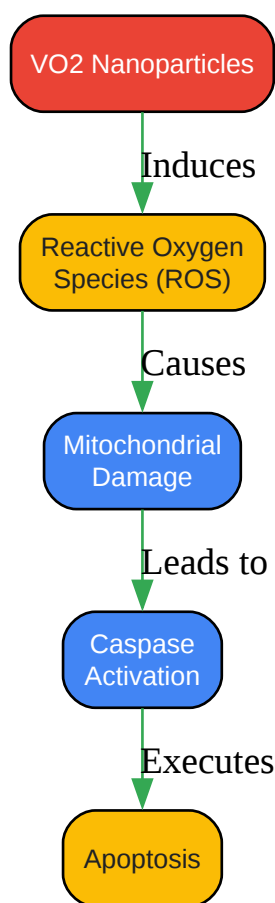 VO2 Nanoparticles
Induces
Reactive Oxygen
Species (ROS)
Causes
Mitochondrial
Damage
Leads to
Caspase
Activation
Executes
Apoptosis